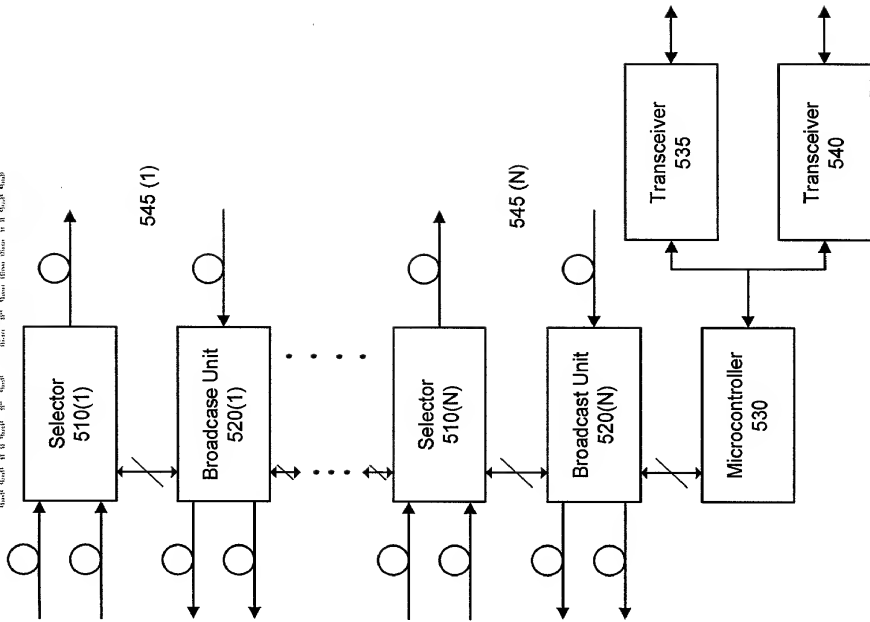 Selector
510(1)
545 (1)
Broadcase Unit
520(1)
Selector
510(N)
545 (N)
Broadcast Unit
520(N)
Microcontroller
530
Transceiver
535
Transceiver
540